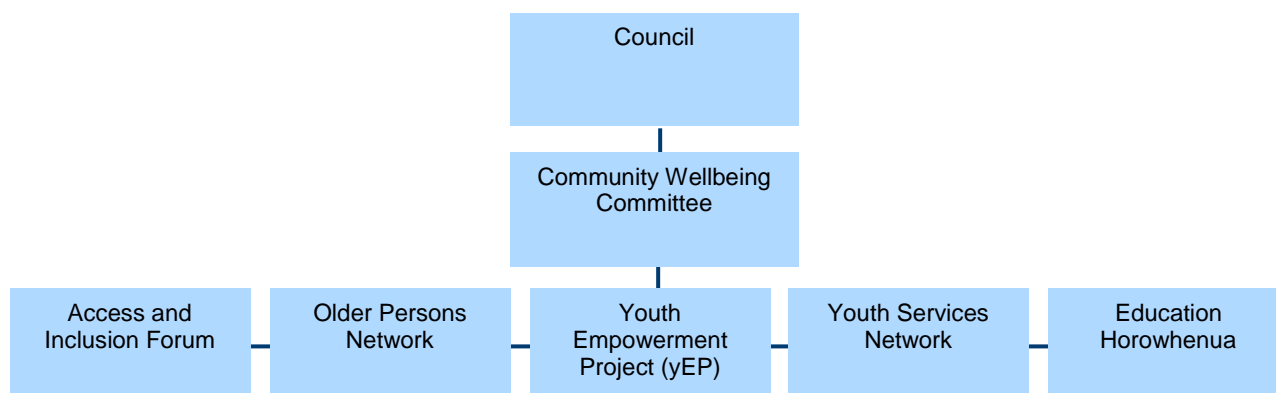 Council
Community Wellbeing
Committee
Access and
Inclusion Forum
Older Persons
Network
Youth
Empowerment
Project (yEP)
Youth Services
Network
Education
Horowhenua